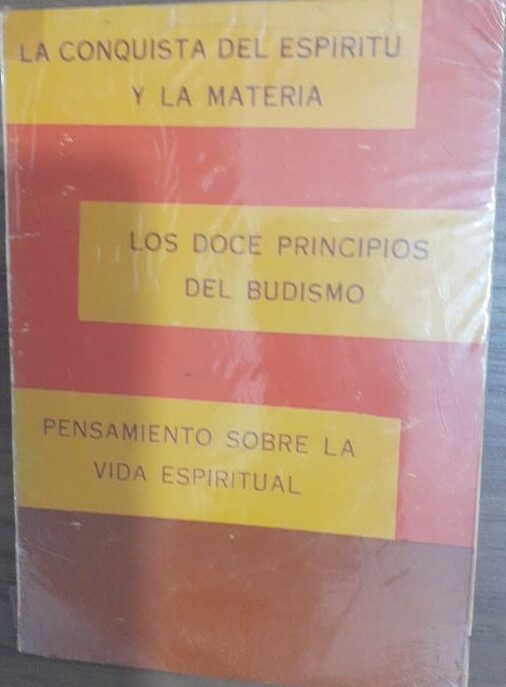 LA CONQUISTA DEL ESPIRITU
Y LA MATERIA
LOS DOCE PRINCIPIOS
DEL BUDISMO
PENSAMIENTO SOBRE LA
VIDA ESPIRITUAL